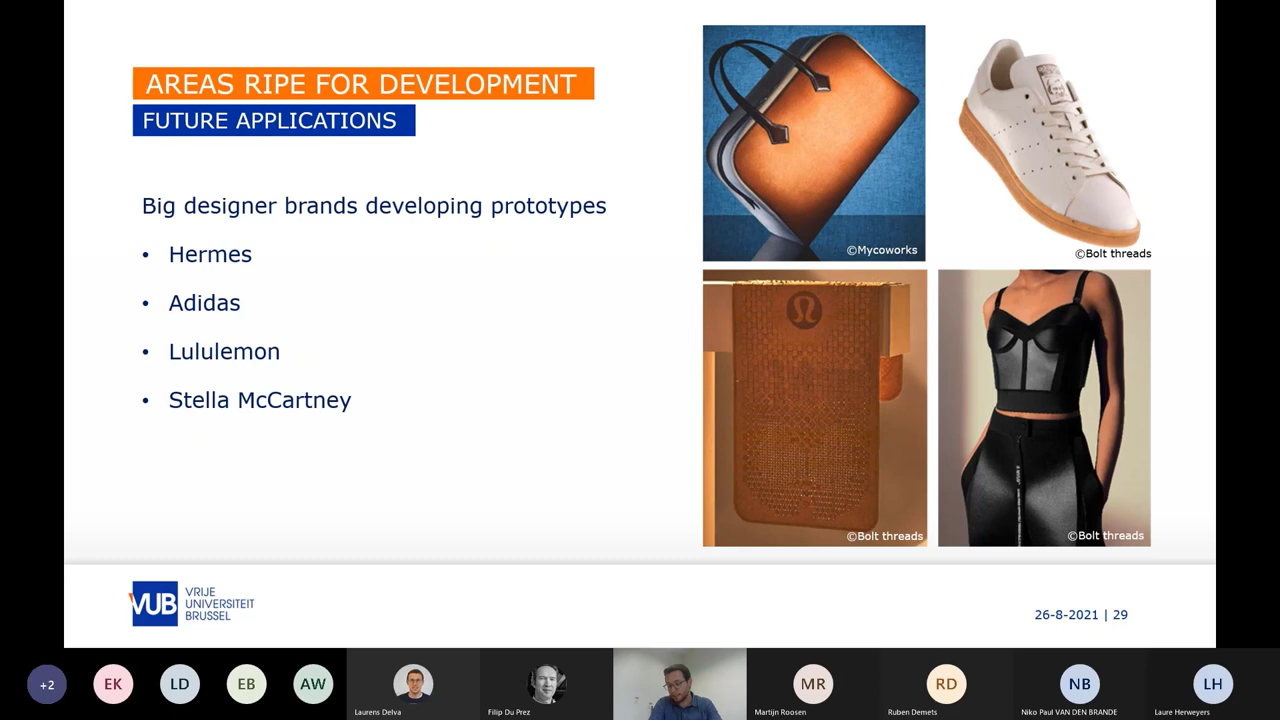 AREAS RIPE FOR DEVELOPMENT
FUTURE APPLICATIONS
Big designer brands developing prototypes
• Hermes
• Adidas
• Lululemon
• Stella McCartney
©Mycoworks
©Bolt threads
©Bolt threads
©Bolt threads
VUB
VRIJE
UNIVERSITEIT
BRUSSEL
26-8-2021 | 29
+2
EK
LD
EB
AW
Laurens Delva
Filip Du Prez
MR
Martijn Roosen
RD
Ruben Demets
NB
Niko Paul VAN DEN BRANDE
LH
Laure Herweyers